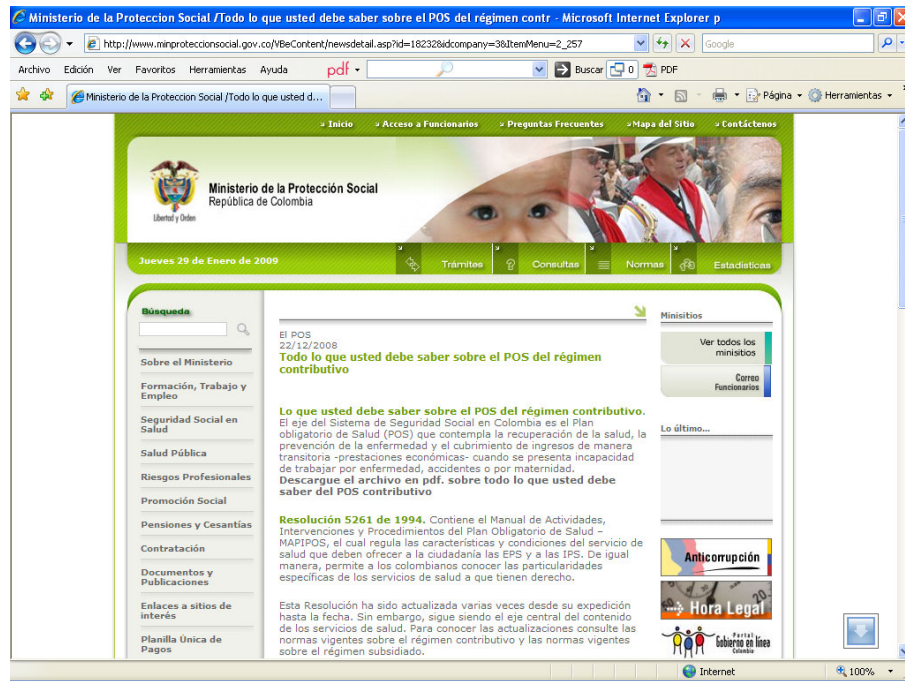 Ministerio de la Proteccion Social /Todo lo que usted debe saber sobre el POS del régimen contr - Microsoft Internet Explorer p
http://www.minproteccionsocial.gov.co/VBeContent/newsdetail.asp?id=18232&idcompany=3&ItemMenu=2_257
Google
Archivo Edición Ver Favoritos Herramientas Ayuda pdf Buscar 0 PDF
Ministerio de la Proteccion Social /Todo lo que usted d...
Página Herramientas
Inicio Acceso a Funcionarios Preguntas Frecuentes Mapa del Sitio Contáctenos
Ministerio de la Protección Social
República de Colombia
Libertad y Orden
Jueves 29 de Enero de 2009
Trámites Consultas Normas Estadísticas
Búsqueda
Sobre el Ministerio
Formación, Trabajo y
Empleo
Seguridad Social en
Salud
Salud Pública
Riesgos Profesionales
Promoción Social
Pensiones y Cesantías
Contratación
Documentos y
Publicaciones
Enlaces a sitios de
interés
Planilla Única de
Pagos
El POS
22/12/2008
Todo lo que usted debe saber sobre el POS del régimen
contributivo
Lo que usted debe saber sobre el POS del régimen contributivo.
El eje del Sistema de Seguridad Social en Colombia es el Plan
obligatorio de Salud (POS) que contempla la recuperación de la salud, la
prevención de la enfermedad y el cubrimiento de ingresos de manera
transitoria -prestaciones económicas- cuando se presenta incapacidad
de trabajar por enfermedad, accidentes o por maternidad.
Descargue el archivo en pdf. sobre todo lo que usted debe
saber del POS contributivo
Resolución 5261 de 1994. Contiene el Manual de Actividades,
Intervenciones y Procedimientos del Plan Obligatorio de Salud –
MAPIPOS, el cual regula las características y condiciones del servicio de
salud que deben ofrecer a la ciudadanía las EPS y a las IPS. De igual
manera, permite a los colombianos conocer las particularidades
específicas de los servicios de salud a que tienen derecho.
Esta Resolución ha sido actualizada varias veces desde su expedición
hasta la fecha. Sin embargo, sigue siendo el eje central del contenido
de los servicios de salud. Para conocer las actualizaciones consulte las
normas vigentes sobre el régimen contributivo y las normas vigentes
sobre el régimen subsidiado.
Minisitios
Ver todos los
minisitios
Correo
Funcionarios
Lo último...
Anticorrupción
Hora Legal
Portal
Gobierno en línea
Colombia
Internet 100%